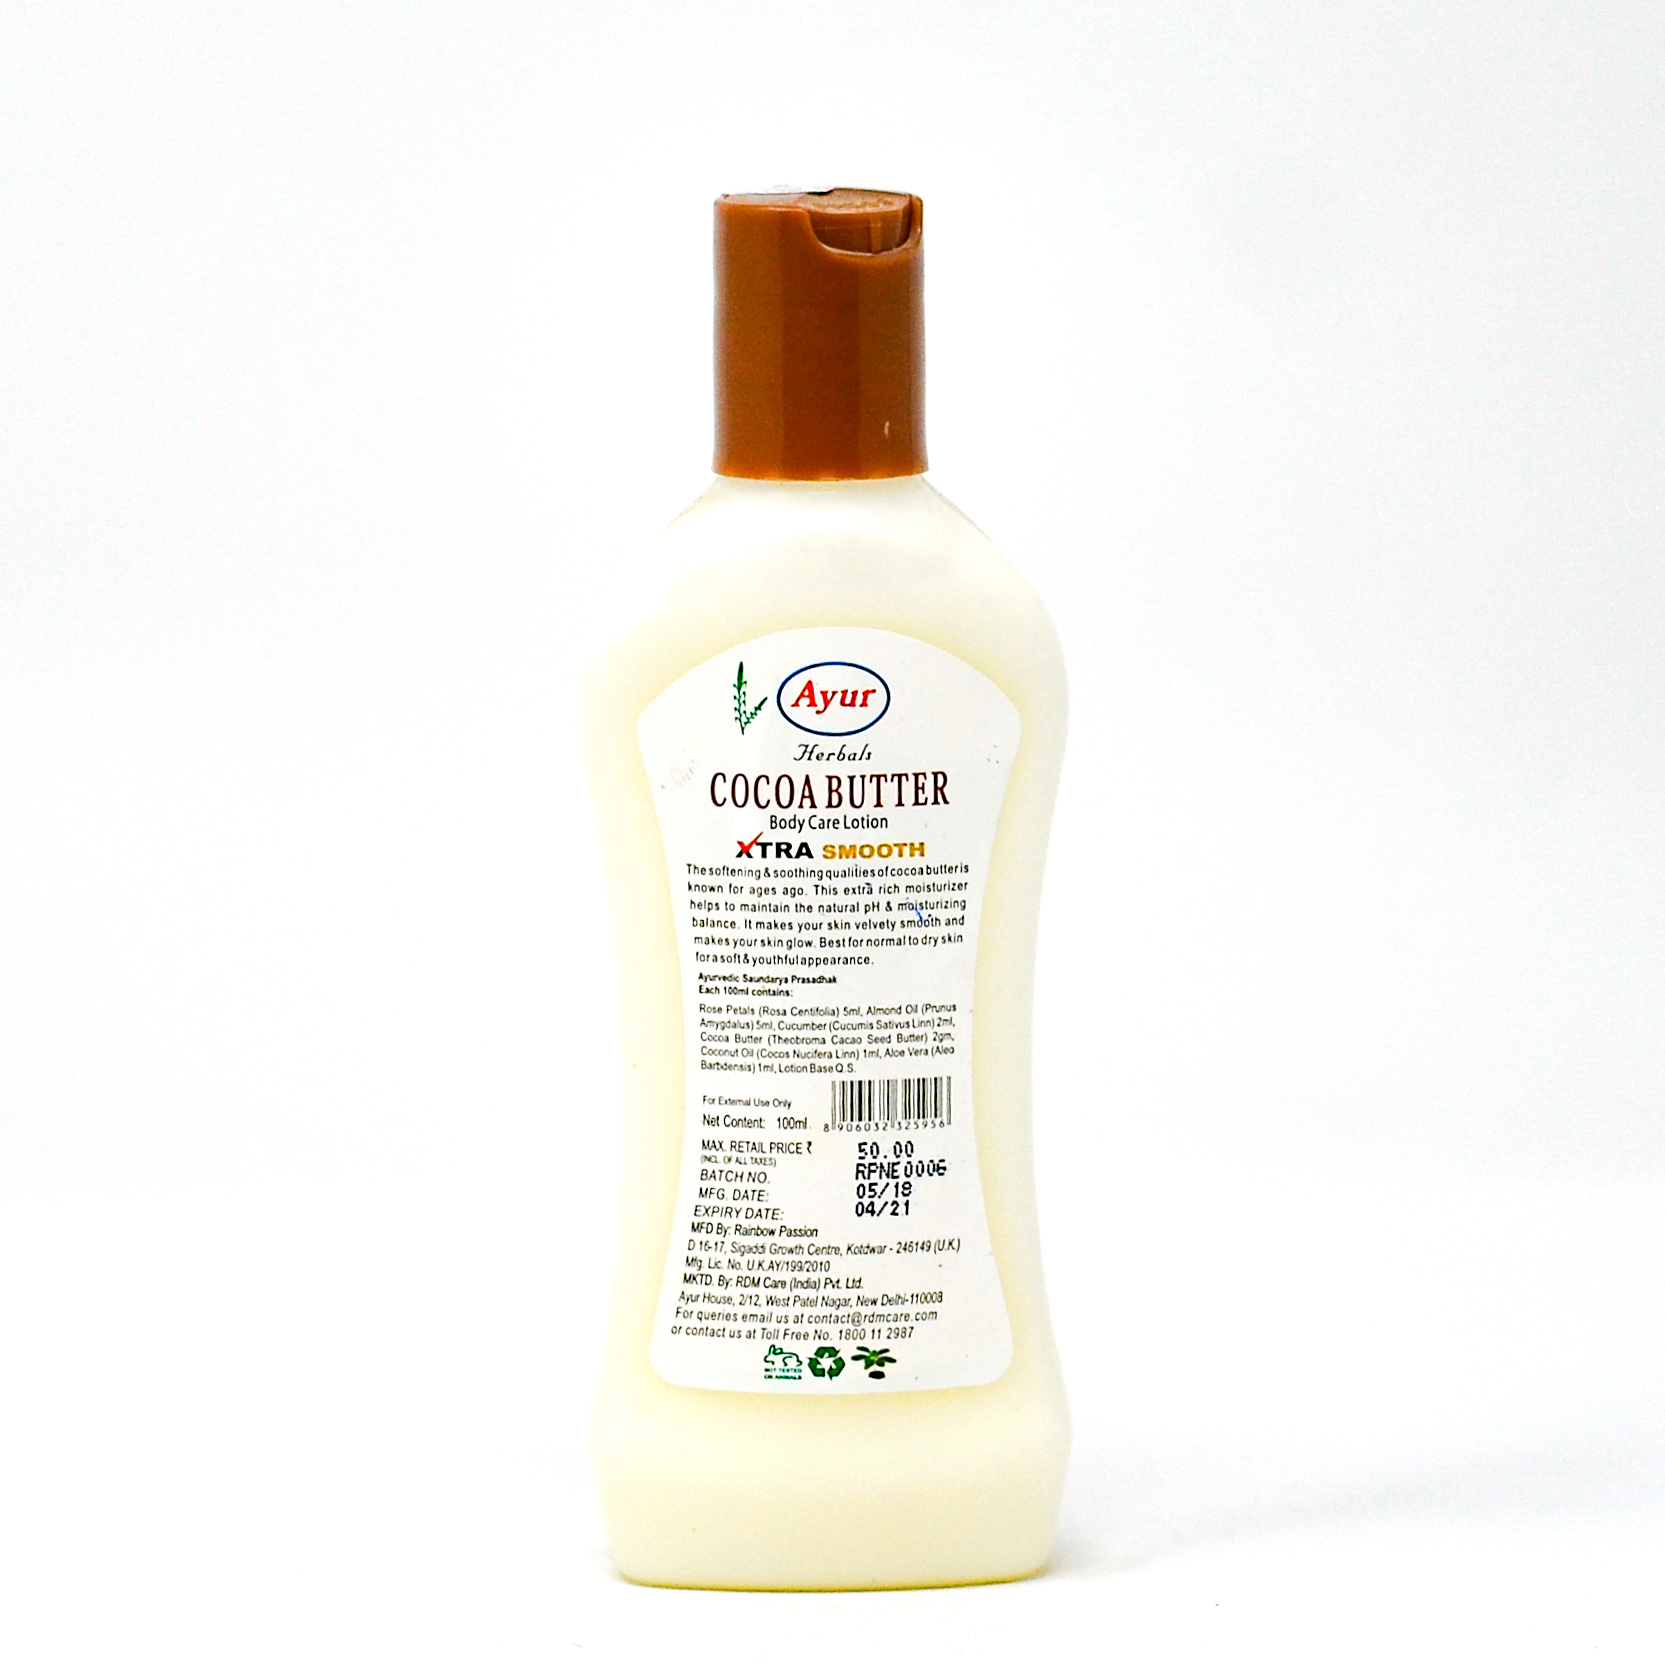 Ayur
Herbals
COCOA BUTTER
Body Care Lotion
XTRA SMOOTH
The softening & soothing qualities of cocoa butter is
known for ages ago. This extra rich moisturizer
helps to maintain the natural pH & moisturizing
balance. It makes your skin velvety smooth and
makes your skin glow. Best for normal to dry skin
for a soft & youthful appearance.
Ayurvedic Saundarya Prasadhak
Each 100ml contains:
Rose Petals (Rosa Centifolia) 5ml, Almond Oil (Prunus
Amygdalus) 5ml, Cucumber (Cucumis Sativus Linn) 2ml,
Cocoa Butter (Theobroma Cacao Seed Butter) 2gm,
Coconut Oil (Cocos Nucifera Linn) 1ml, Aloe Vera (Aleo
Barbdensis) 1ml, Lotion Base Q.S.
For External Use Only
Net Content: 100ml
8 906032 325956
MAX. RETAIL PRICE ₹ 50.00
(INCL. OF ALL TAXES)
BATCH NO. RPNE0006
MFG. DATE: 05/18
EXPIRY DATE: 04/21
MFD By: Rainbow Passion
D 16-17, Sigaddi Growth Centre, Kotdwar - 246149 (U.K.)
Mfg. Lic. No. U.K.AY/199/2010
MKTD. By: RDM Care (India) Pvt. Ltd.
Ayur House, 2/12, West Patel Nagar, New Delhi-110008
For queries email us at contact@rdmcare.com
or contact us at Toll Free No. 1800 11 2987
NOT TESTED
ON ANIMALS